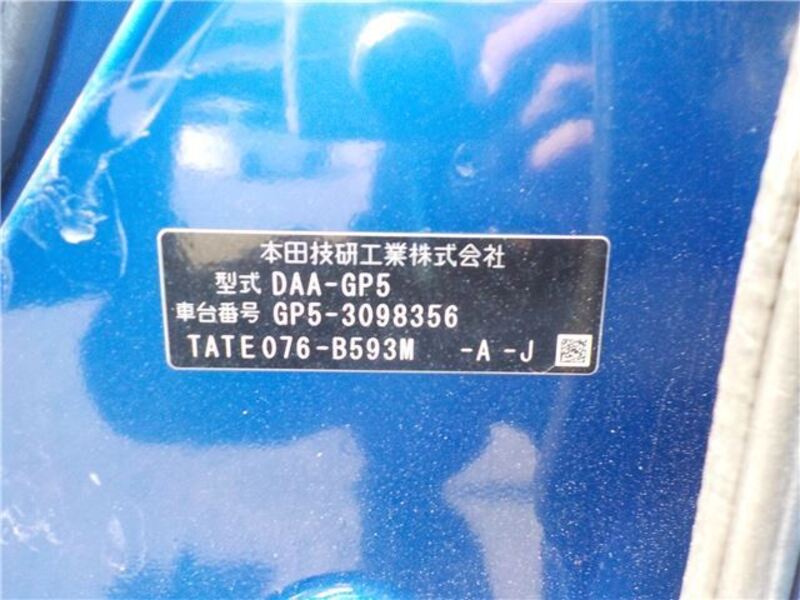 本田技研工業株式会社
型式 DAA-GP5
車台番号 GP5-3098356
TATE076-B593M -A -J